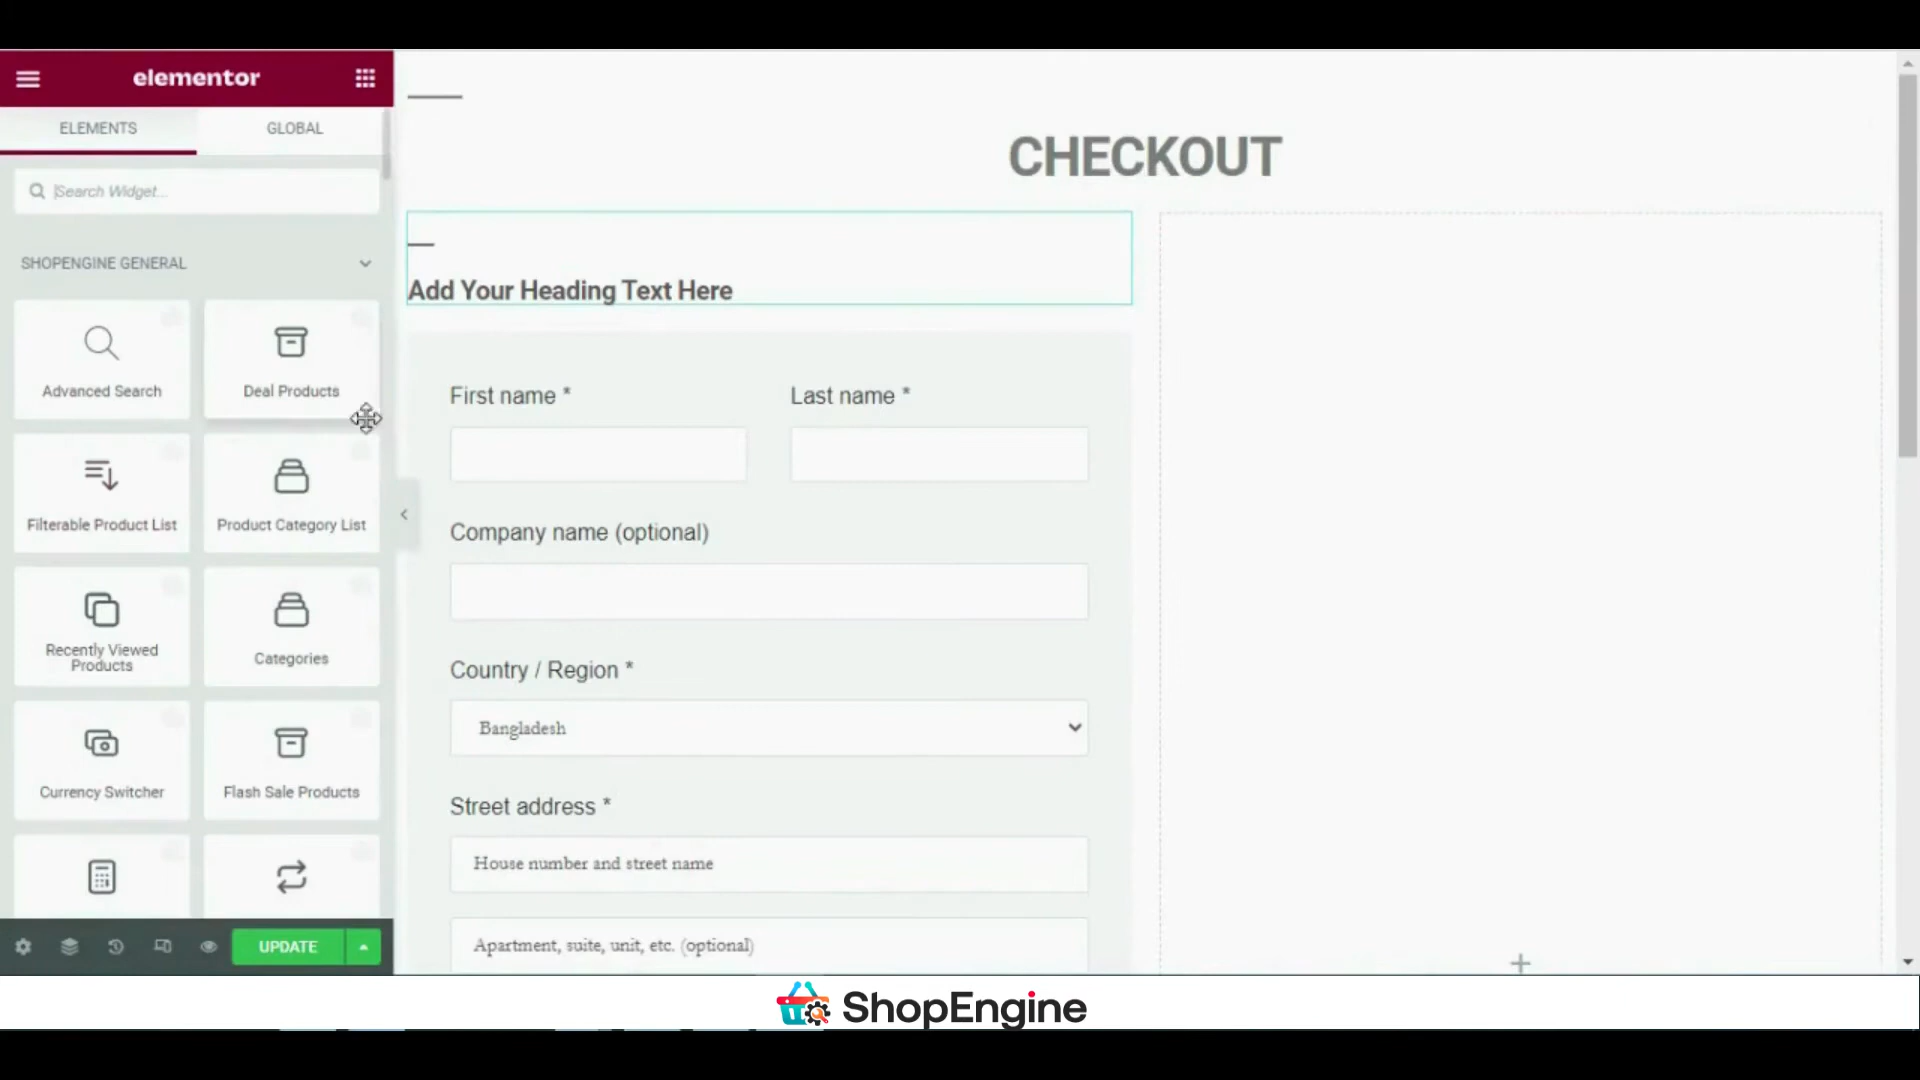 elementor
ELEMENTS
GLOBAL
Search Widget...
SHOPENGINE GENERAL
Advanced Search
Deal Products
Filterable Product List
Product Category List
Recently Viewed
Products
Categories
Currency Switcher
Flash Sale Products
UPDATE
CHECKOUT
Add Your Heading Text Here
First name *
Last name *
Company name (optional)
Country / Region *
Bangladesh
Street address *
House number and street name
Apartment, suite, unit, etc. (optional)
ShopEngine